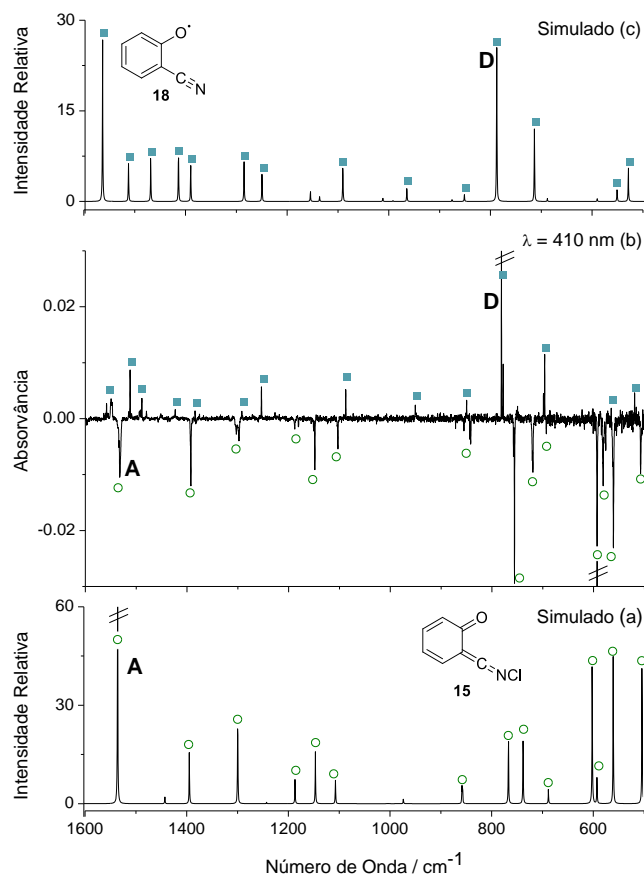 30
Simulado (c)
O•
C≡N
18
D
15
Intensidade Relativa
0
λ = 410 nm (b)
0.02
D
Absorvância
0.00
A
-0.02
60
Simulado (a)
O
A
C
NCl
15
Intensidade Relativa
30
0
1600 1400 1200 1000 800 600
Número de Onda / cm⁻¹